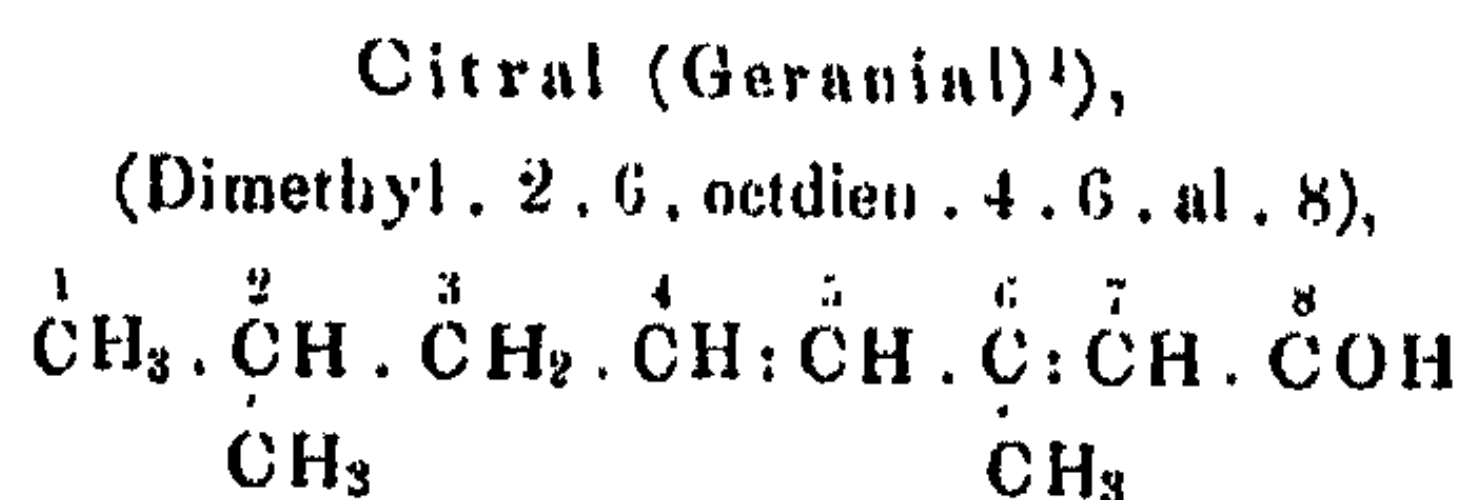 Citral (Geranial)¹),
(Dimethyl . 2 . 6 . octdien . 4 . 6 . al . 8),
1 2 3 4 5 6 7 8
CH₃ . CH . CH₂ . CH : CH . C : CH . COH
CH₃ CH₃